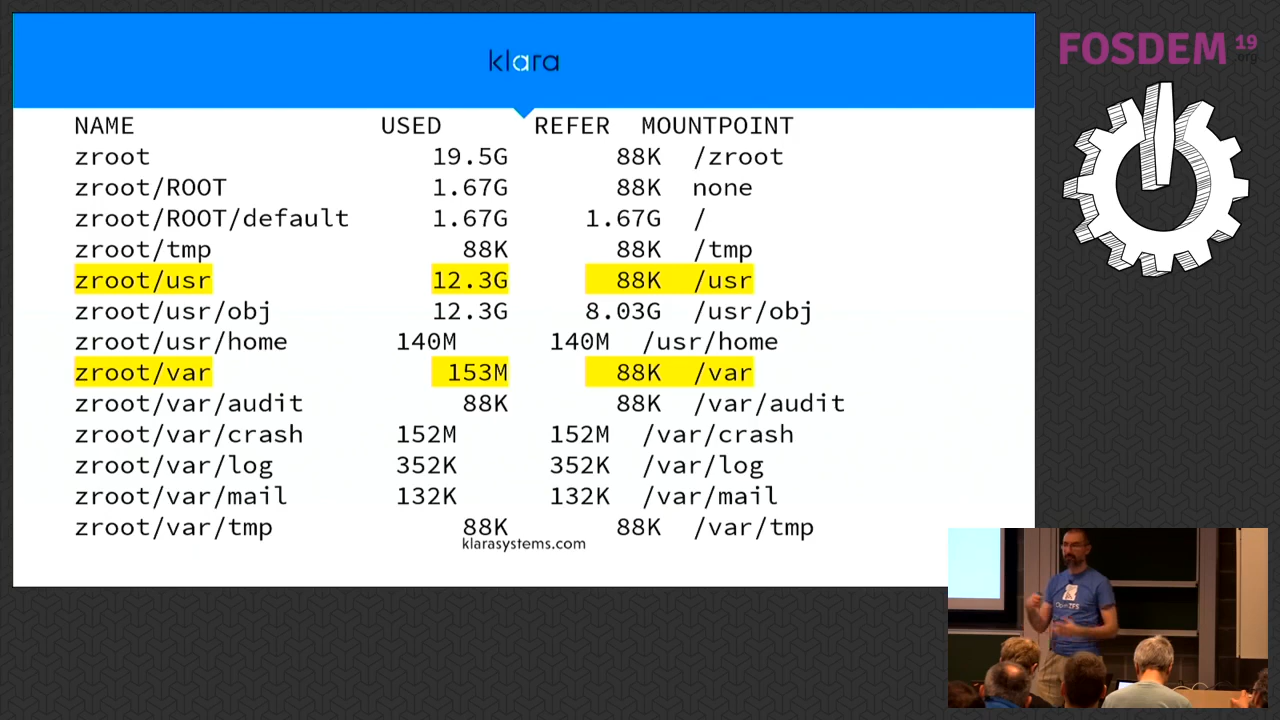 klara
FOSDEM 19
.org
NAME USED REFER MOUNTPOINT
zroot 19.5G 88K /zroot
zroot/ROOT 1.67G 88K none
zroot/ROOT/default 1.67G 1.67G /
zroot/tmp 88K 88K /tmp
zroot/usr 12.3G 88K /usr
zroot/usr/obj 12.3G 8.03G /usr/obj
zroot/usr/home 140M 140M /usr/home
zroot/var 153M 88K /var
zroot/var/audit 88K 88K /var/audit
zroot/var/crash 152M 152M /var/crash
zroot/var/log 352K 352K /var/log
zroot/var/mail 132K 132K /var/mail
zroot/var/tmp 88K 88K /var/tmp
klarasystems.com